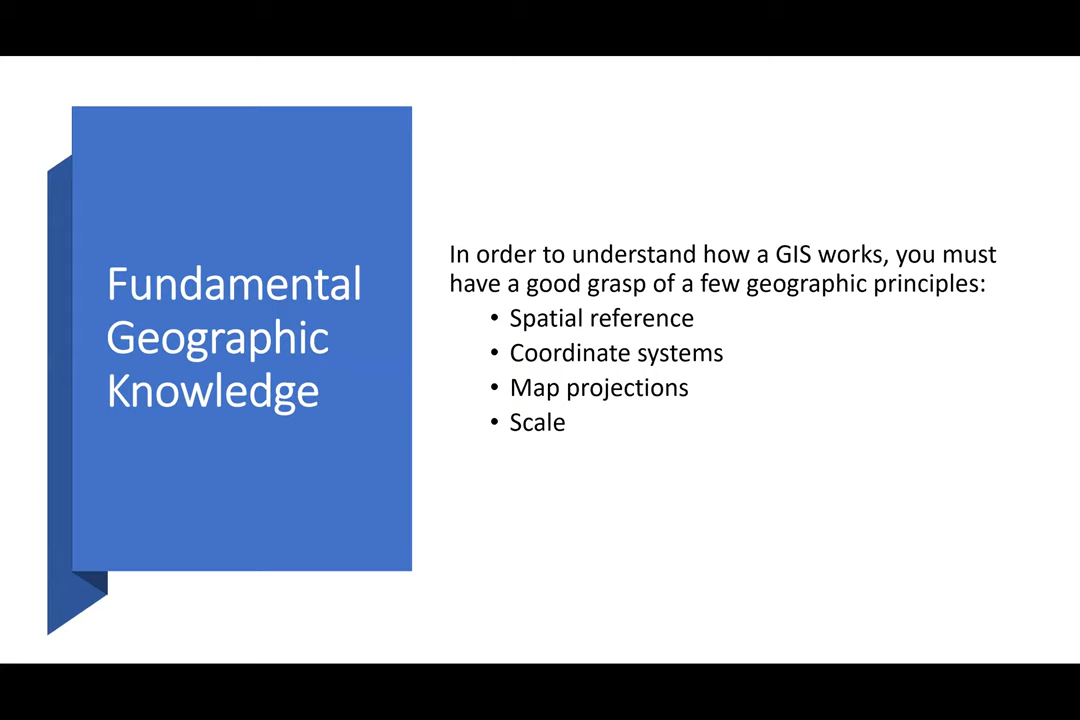 Fundamental
Geographic
Knowledge
In order to understand how a GIS works, you must
have a good grasp of a few geographic principles:
• Spatial reference
• Coordinate systems
• Map projections
• Scale